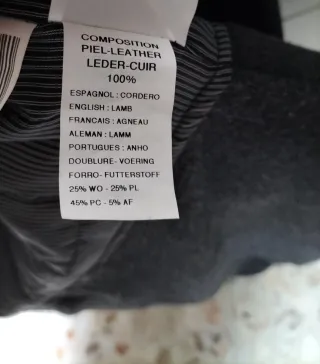 COMPOSITION
PIEL-LEATHER
LEDER-CUIR
100%
ESPAGNOL : CORDERO
ENGLISH : LAMB
FRANCAIS : AGNEAU
ALEMAN : LAMM
PORTUGUES : ANHO
DOUBLURE- VOERING
FORRO- FUTTERSTOFF
25% WO - 25% PL
45% PC - 5% AF